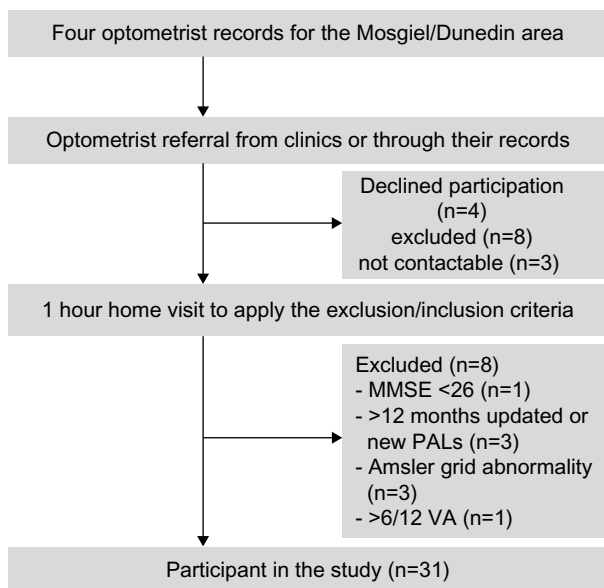 Four optometrist records for the Mosgiel/Dunedin area
Optometrist referral from clinics or through their records
Declined participation
(n=4)
excluded (n=8)
not contactable (n=3)
1 hour home visit to apply the exclusion/inclusion criteria
Excluded (n=8)
- MMSE <26 (n=1)
- >12 months updated or
new PALs (n=3)
- Amsler grid abnormality
(n=3)
- >6/12 VA (n=1)
Participant in the study (n=31)